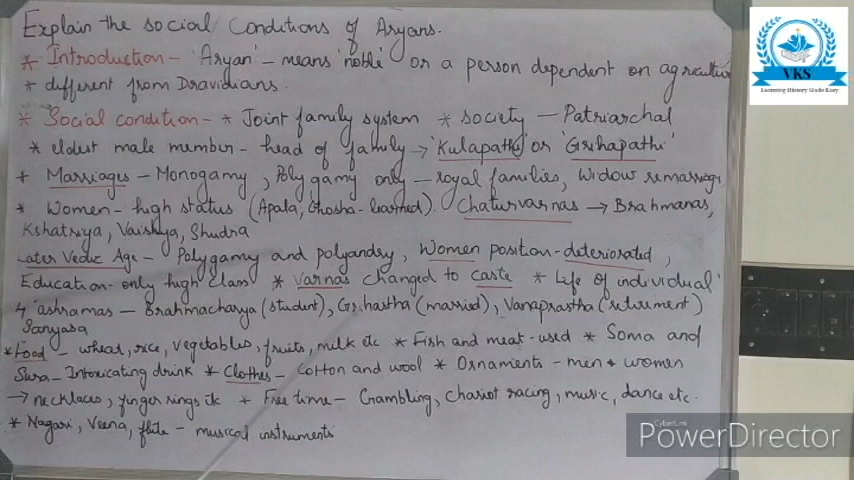 Explain the social Conditions of Aryans.
* Introduction - 'Aryan' - means 'noble' or a person dependent on agriculture
* different from Dravidians.
* Social condition - * Joint family system * society - Patriarchal
* eldest male member - head of family → 'Kulapathi' or 'Grihapathi'
* Marriages - Monogamy, Polygamy only - royal families, Widow remarriage
* Women - high status (Apala, Ghosha - learned). Chaturvarnas → Brahmanas,
Kshatriya, Vaishya, Shudra
Later Vedic Age - Polygamy and polyandry, Women position - deteriorated,
Education - only high class * Varnas changed to caste * Life of individual
4 ashramas - Brahmacharya (student), Grihastha (married), Vanaprastha (retirement)
Sanyasa
* Food - wheat, rice, vegetables, fruits, milk etc * Fish and meat - used * Soma and
Sura - Intoxicating drink * Clothes - Cotton and wool * Ornaments - men + women
→ necklaces, finger rings etc * Free time - Gambling, chariot racing, music, dance etc.
* Nagari, Veena, flute - musical instruments
VKS
Learning History Made Easy
CyberLink
PowerDirector